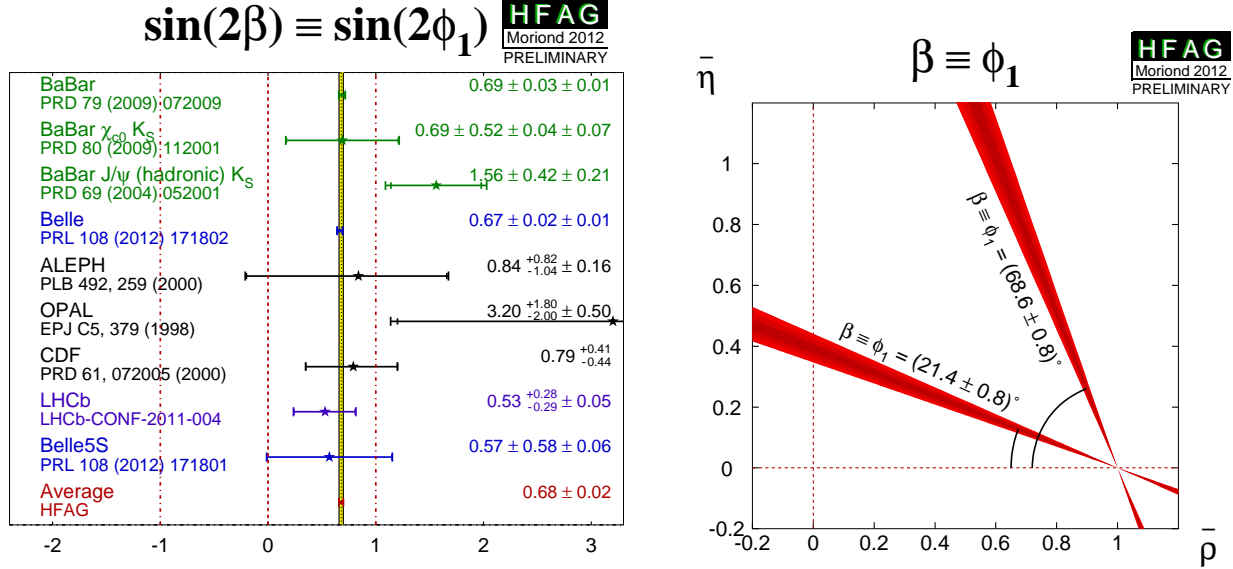 sin(2β) ≡ sin(2ϕ₁)
HFAG
Moriond 2012
PRELIMINARY
BaBar
PRD 79 (2009) 072009
0.69 ± 0.03 ± 0.01
BaBar χc0 KS
PRD 80 (2009) 112001
0.69 ± 0.52 ± 0.04 ± 0.07
BaBar J/ψ (hadronic) KS
PRD 69 (2004) 052001
1.56 ± 0.42 ± 0.21
Belle
PRL 108 (2012) 171802
0.67 ± 0.02 ± 0.01
ALEPH
PLB 492, 259 (2000)
0.84 +0.82 -1.04 ± 0.16
OPAL
EPJ C5, 379 (1998)
3.20 +1.80 -2.00 ± 0.50
CDF
PRD 61, 072005 (2000)
0.79 +0.41 -0.44
LHCb
LHCb-CONF-2011-004
0.53 +0.28 -0.29 ± 0.05
Belle5S
PRL 108 (2012) 171801
0.57 ± 0.58 ± 0.06
Average
HFAG
0.68 ± 0.02
-2 -1 0 1 2 3
β ≡ ϕ₁
HFAG
Moriond 2012
PRELIMINARY
η̄
1
0.8
0.6
0.4
0.2
0
-0.2
β ≡ ϕ₁ = (68.6 ± 0.8)°
β ≡ ϕ₁ = (21.4 ± 0.8)°
-0.2 0 0.2 0.4 0.6 0.8 1
ρ̄